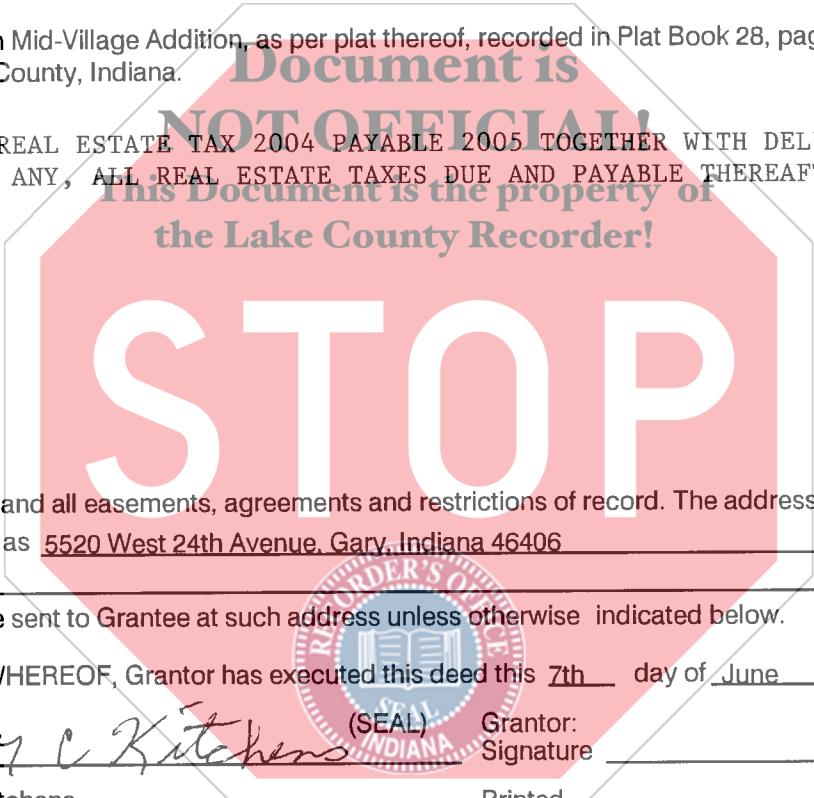 Mid-Village Addition, as per plat thereof, recorded in Plat Book 28,
County, Indiana.
Document is
NOT OFFICIAL!
REAL ESTATE TAX 2004 PAYABLE 2005 TOGETHER WITH
ANY, ALL REAL ESTATE TAXES DUE AND PAYABLE
This Document is the property of
the Lake County Recorder!
STOP
and all easements, agreements and restrictions of record. The address
as 5520 West 24th Avenue, Gary, Indiana 46406
sent to Grantee at such address unless otherwise indicated below.
HEREOF, Grantor has executed this deed this 7th day of June
(SEAL) Grantor:
C Kitchens Signature
Printed
RECORDER'S OFFICE
SEAL
INDIANA